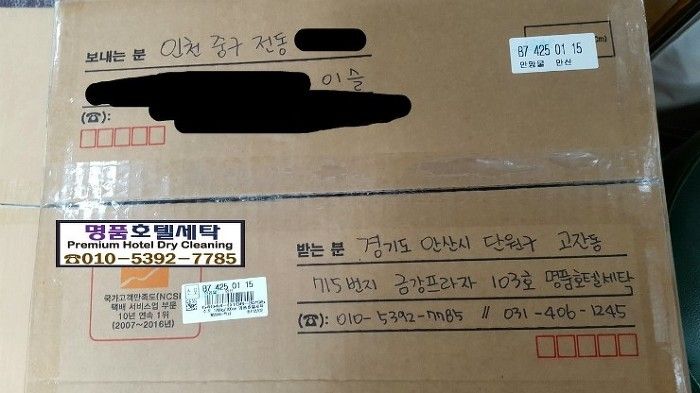 보내는 분 인천 중구 전동
이슬
(☎):
B7 425 01 15
안산
명품호텔세탁
Premium Hotel Dry Cleaning
☎010-5392-7785
국가고객만족도(NCSI)
택배 서비스업 부문
10년 연속 1위
(2007~2016년)
B7 425 01 15
받는 분 경기도 안산시 단원구 고잔동
715번지 금강프라자 103호 명품호텔세탁
(☎): 010-5392-7785 // 031-406-1245